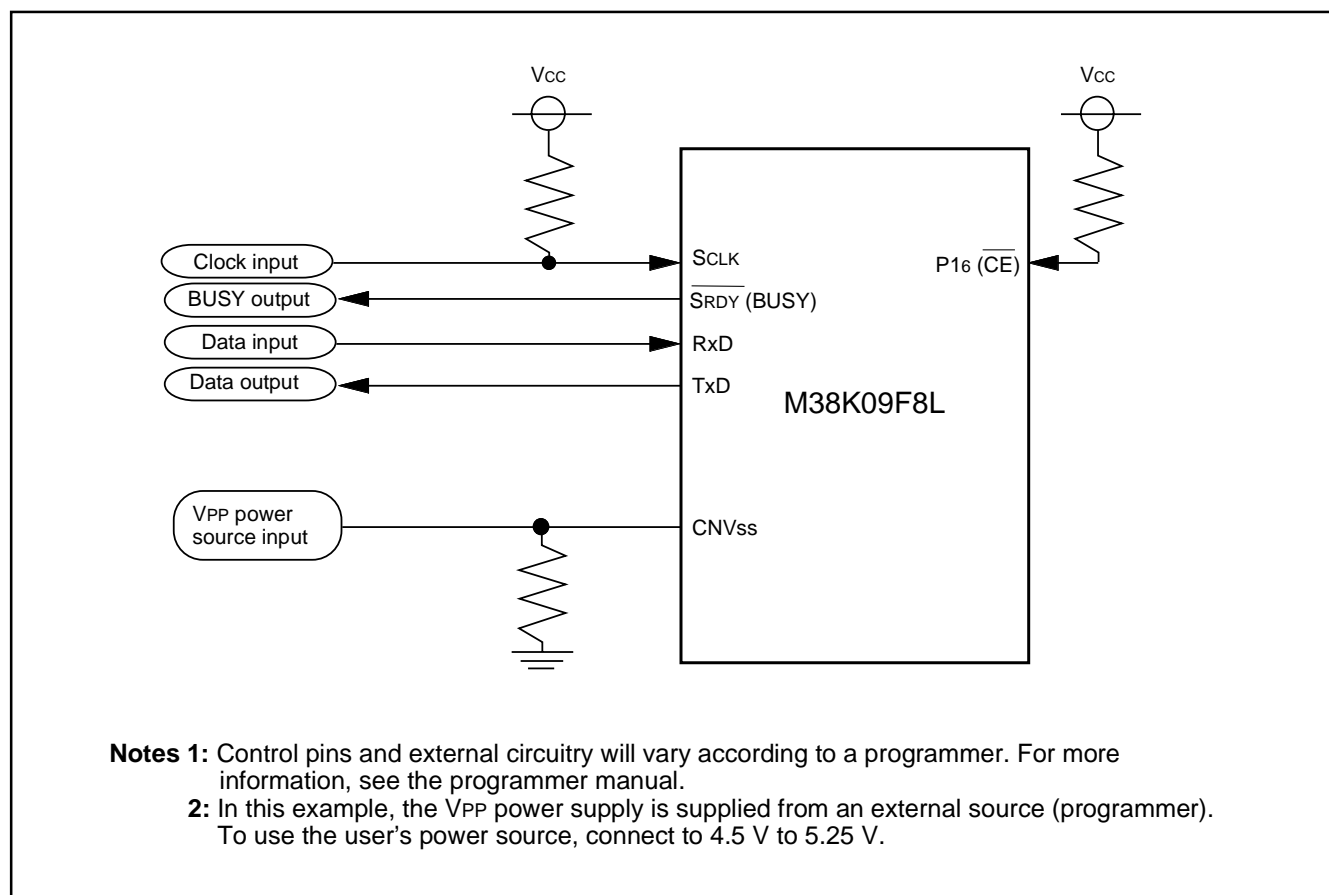 VCC
VCC
Clock input
SCLK
P16 (CE)
BUSY output
SRDY (BUSY)
Data input
RxD
Data output
TxD
M38K09F8L
VPP power
source input
CNVss
Notes 1: Control pins and external circuitry will vary according to a programmer. For more
information, see the programmer manual.
2: In this example, the VPP power supply is supplied from an external source (programmer).
To use the user's power source, connect to 4.5 V to 5.25 V.